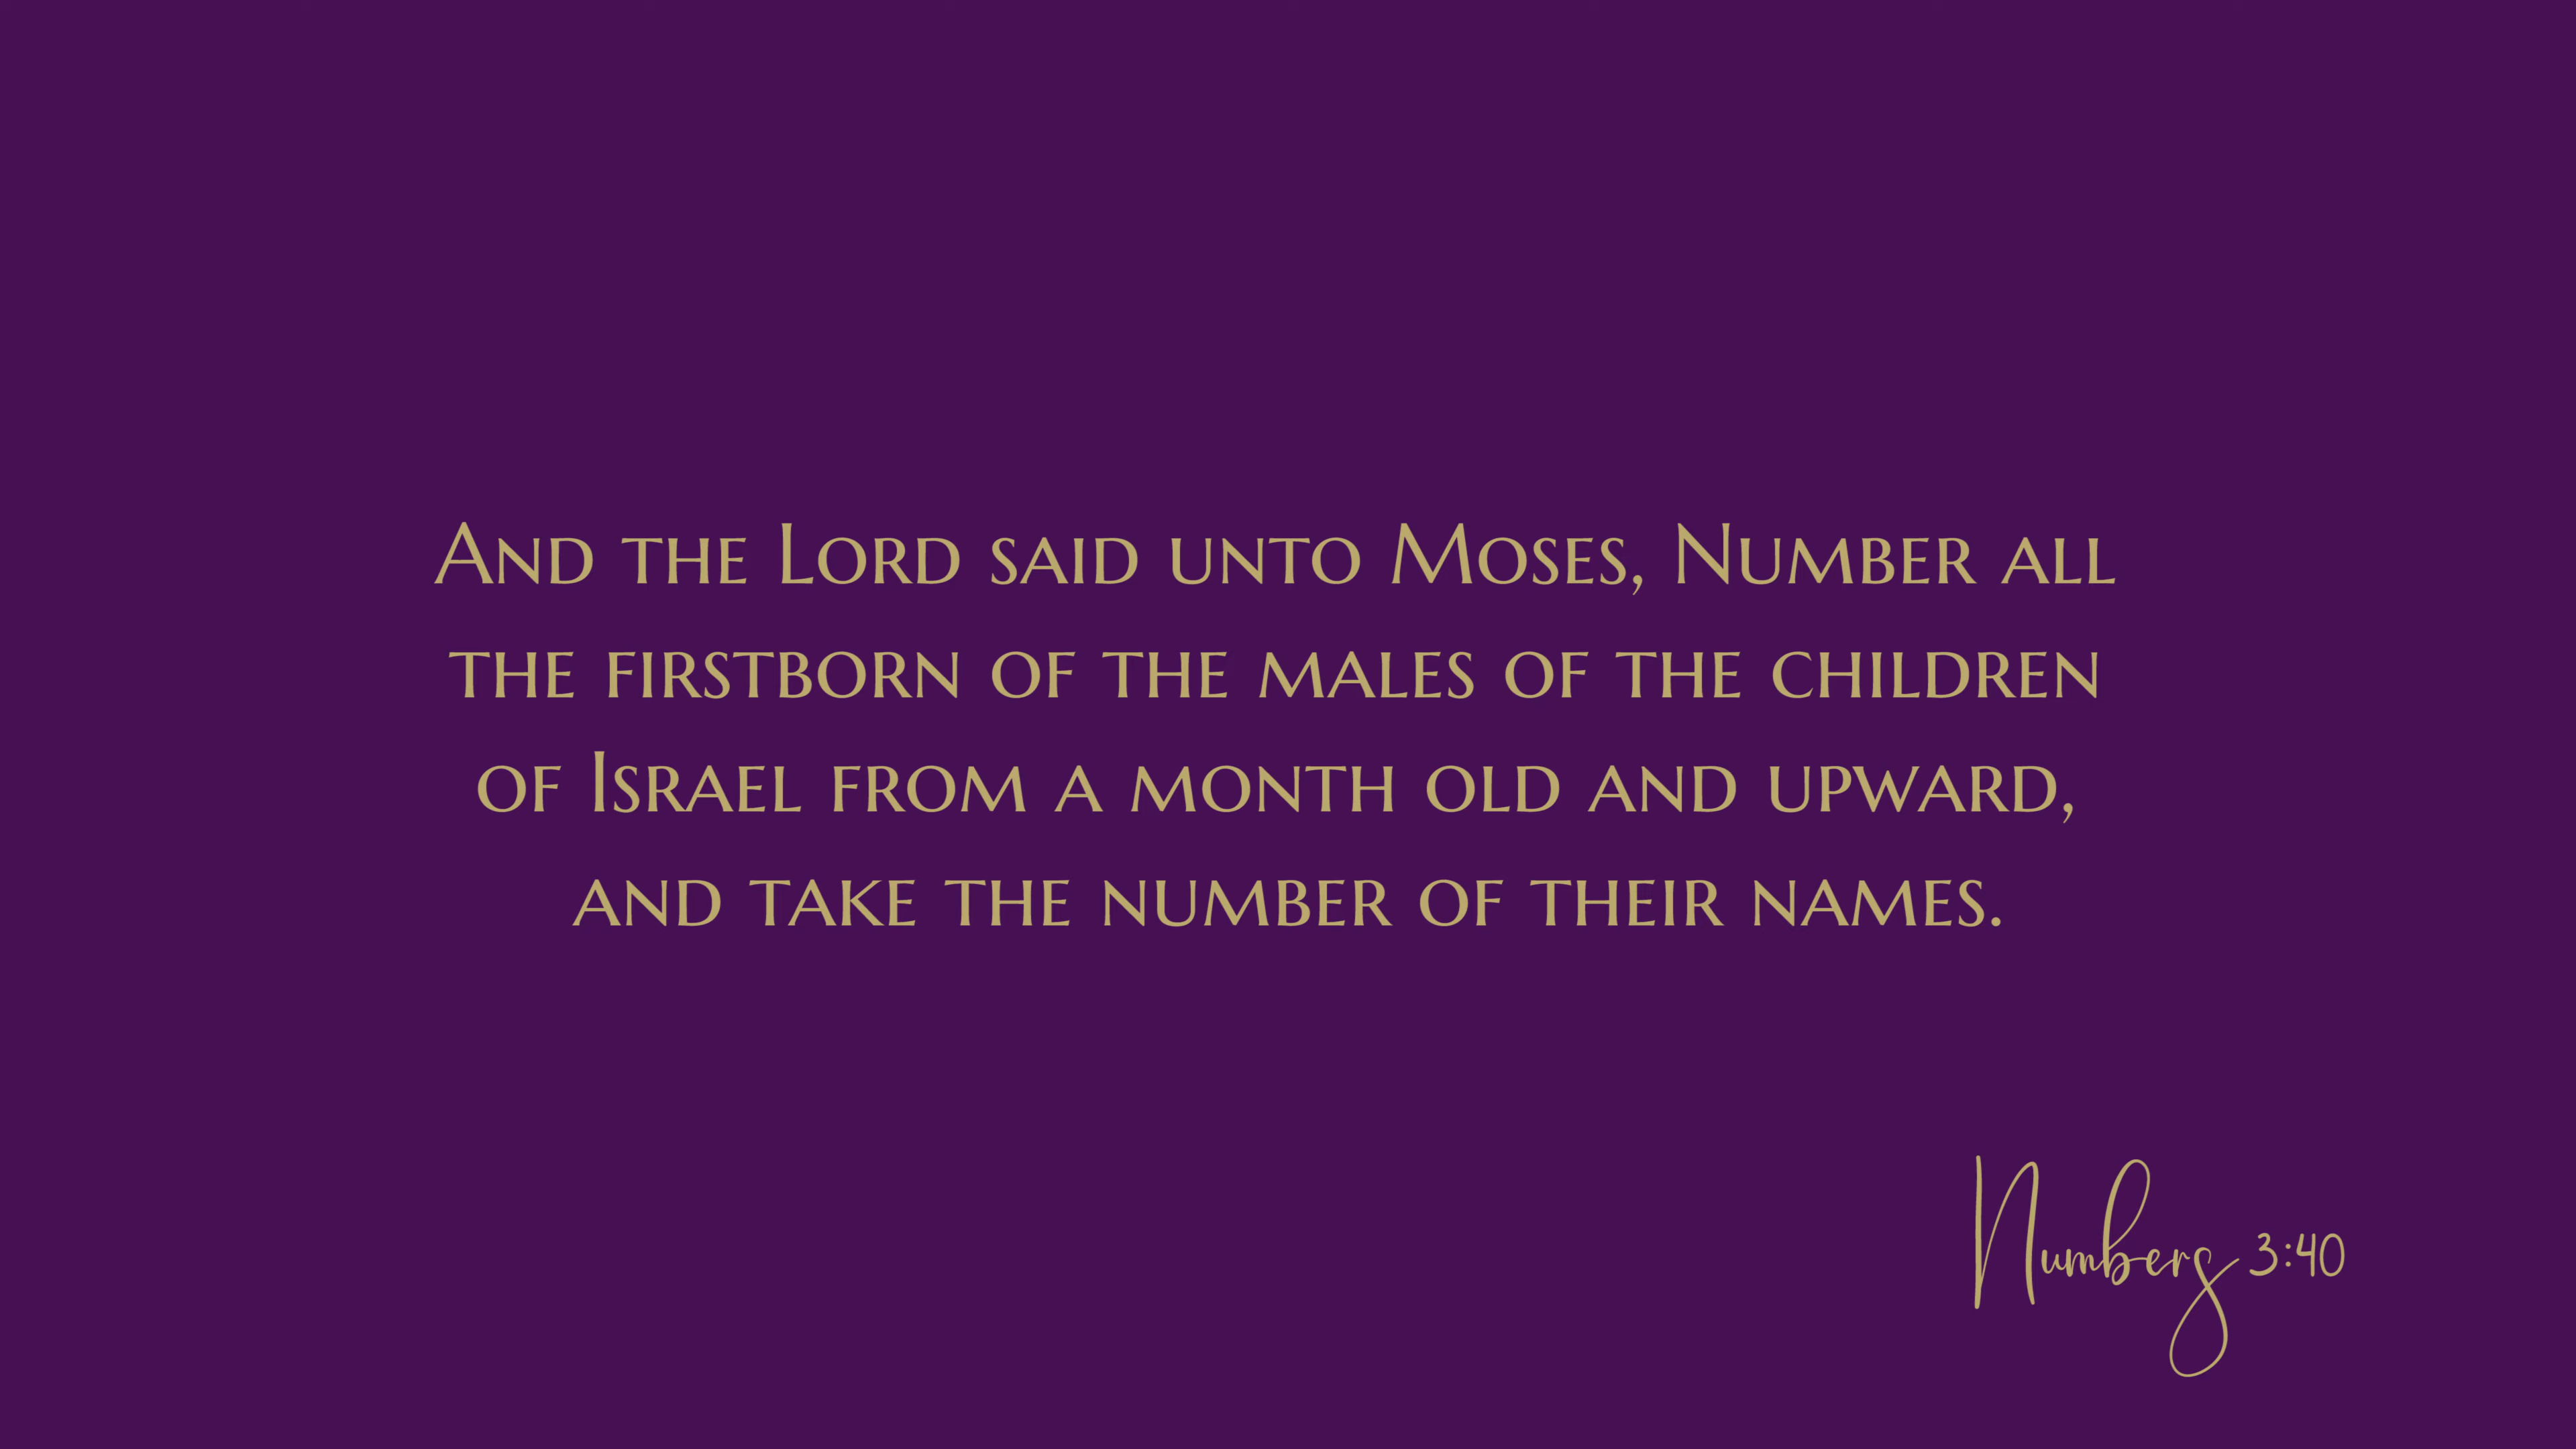 And the Lord said unto Moses, Number all
the firstborn of the males of the children
of Israel from a month old and upward,
and take the number of their names.
Numbers 3:40